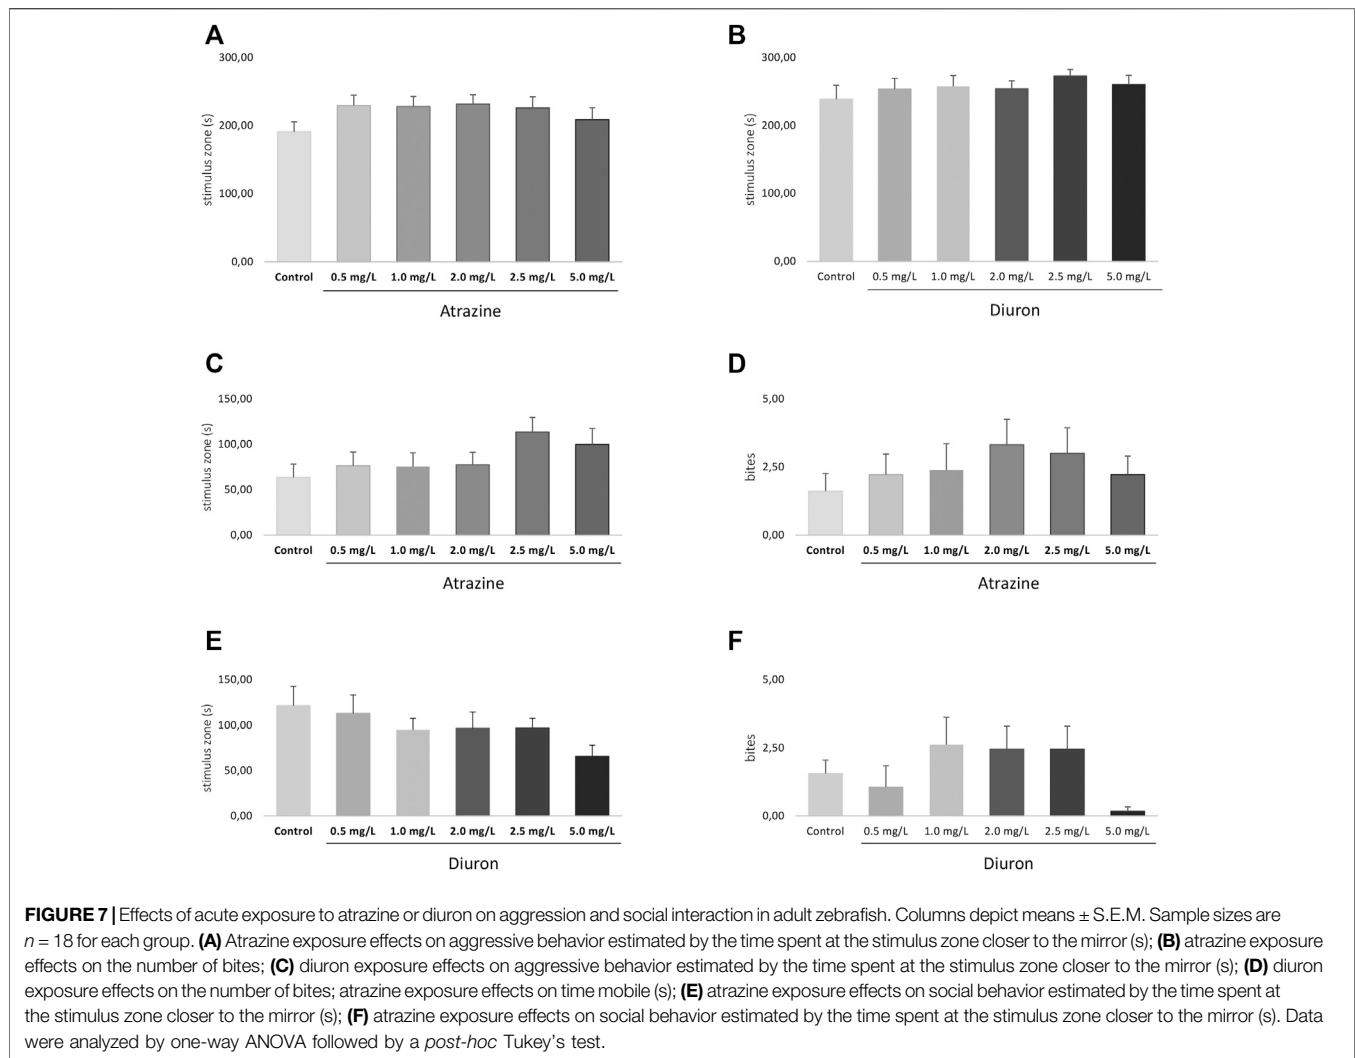 A
300,00
200,00
100,00
0,00
stimulus zone (s)
Control 0.5 mg/L 1.0 mg/L 2.0 mg/L 2.5 mg/L 5.0 mg/L
Atrazine
B
300,00
200,00
100,00
0,00
stimulus zone (s)
Control 0.5 mg/L 1.0 mg/L 2.0 mg/L 2.5 mg/L 5.0 mg/L
Diuron
C
150,00
100,00
50,00
0,00
stimulus zone (s)
Control 0.5 mg/L 1.0 mg/L 2.0 mg/L 2.5 mg/L 5.0 mg/L
Atrazine
D
5,00
2,50
0,00
bites
Control 0.5 mg/L 1.0 mg/L 2.0 mg/L 2.5 mg/L 5.0 mg/L
Atrazine
E
150,00
100,00
50,00
0,00
stimulus zone (s)
Control 0.5 mg/L 1.0 mg/L 2.0 mg/L 2.5 mg/L 5.0 mg/L
Diuron
F
5,00
2,50
0,00
bites
Control 0.5 mg/L 1.0 mg/L 2.0 mg/L 2.5 mg/L 5.0 mg/L
Diuron
FIGURE 7 | Effects of acute exposure to atrazine or diuron on aggression and social interaction in adult zebrafish. Columns depict means ± S.E.M. Sample sizes are
n = 18 for each group. (A) Atrazine exposure effects on aggressive behavior estimated by the time spent at the stimulus zone closer to the mirror (s); (B) atrazine exposure
effects on the number of bites; (C) diuron exposure effects on aggressive behavior estimated by the time spent at the stimulus zone closer to the mirror (s); (D) diuron
exposure effects on the number of bites; atrazine exposure effects on time mobile (s); (E) atrazine exposure effects on social behavior estimated by the time spent at
the stimulus zone closer to the mirror (s); (F) atrazine exposure effects on social behavior estimated by the time spent at the stimulus zone closer to the mirror (s). Data
were analyzed by one-way ANOVA followed by a post-hoc Tukey's test.